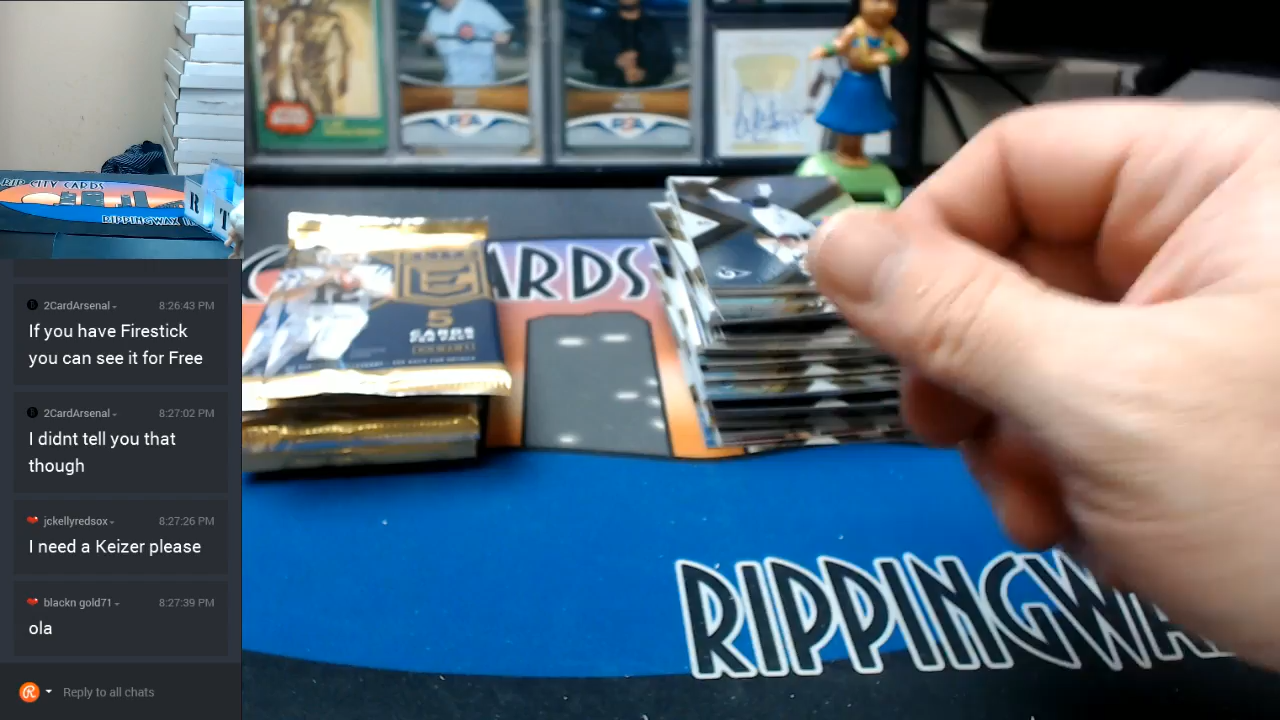 RIP CITY CARDS
RIPPINGWAX
R
T
2CardArsenal
8:26:43 PM
If you have Firestick
you can see it for Free
2CardArsenal
8:27:02 PM
I didnt tell you that
though
jckellyredsox
8:27:26 PM
I need a Keizer please
blackn gold71
8:27:39 PM
ola
Reply to all chats
E
5
CARDS
ARDS
RIPPINGWA